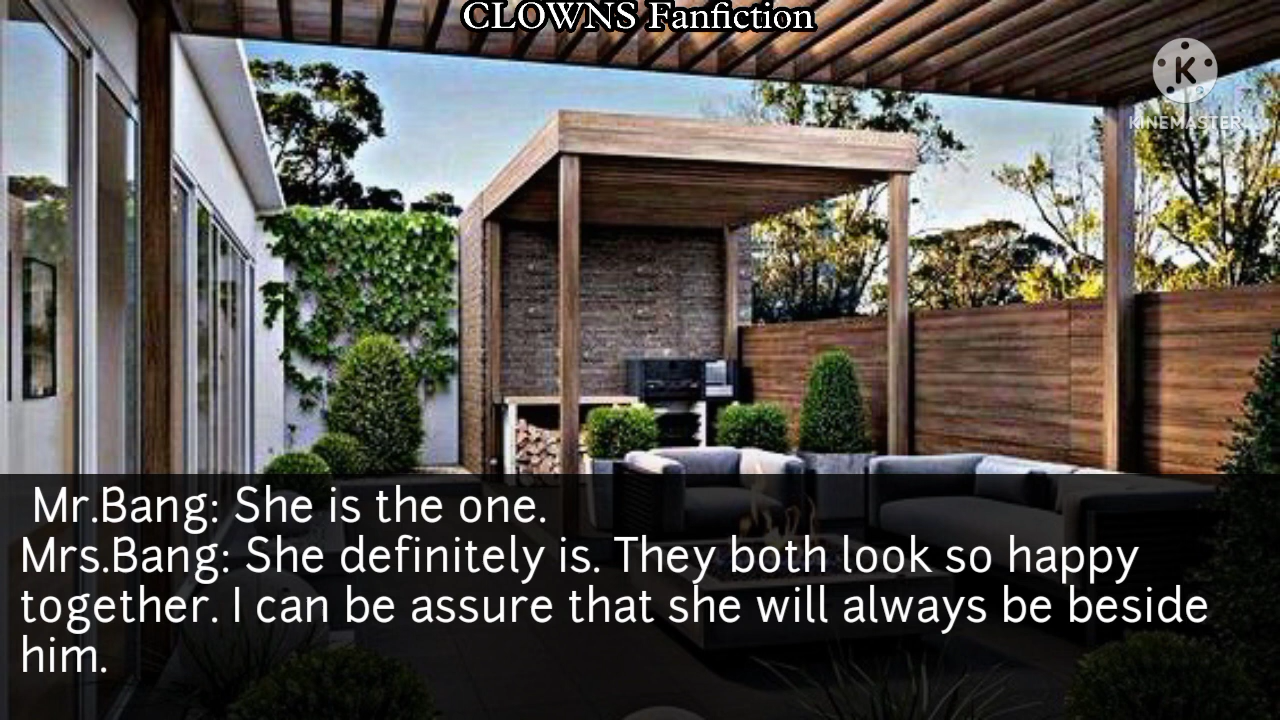 CLOWNS Fanfiction
K
KINEMASTER
Mr.Bang: She is the one.
Mrs.Bang: She definitely is. They both look so happy
together. I can be assure that she will always be beside
him.